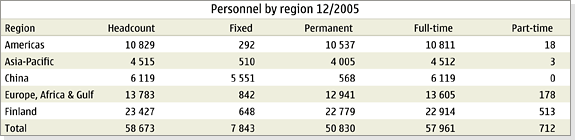 Personnel by region 12/2005
Region Headcount Fixed Permanent Full-time Part-time
Americas 10 829 292 10 537 10 811 18
Asia-Pacific 4 515 510 4 005 4 512 3
China 6 119 5 551 568 6 119 0
Europe, Africa & Gulf 13 783 842 12 941 13 605 178
Finland 23 427 648 22 779 22 914 513
Total 58 673 7 843 50 830 57 961 712